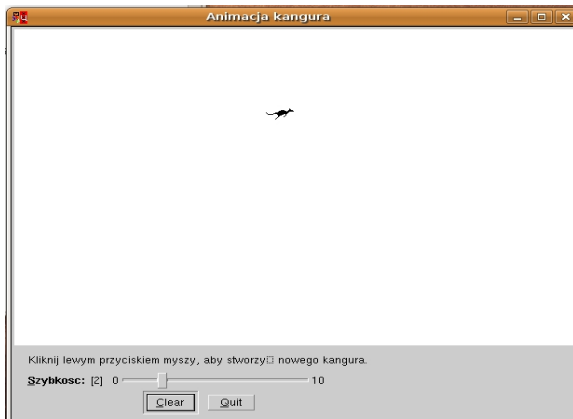 Animacja kangura
Kliknij lewym przyciskiem myszy, aby stworzy□ nowego kangura.
Szybkosc: [2] 0 10
Clear Quit